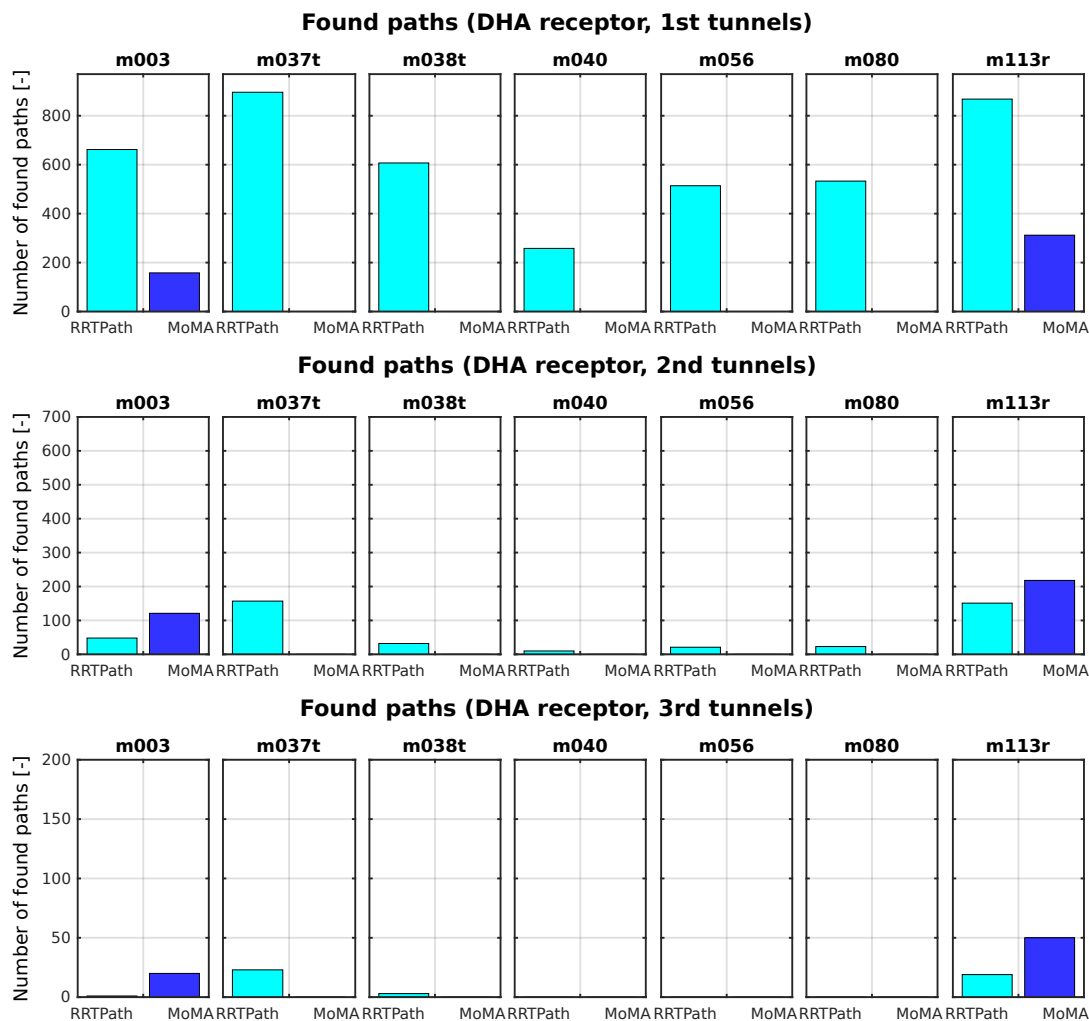 Found paths (DHA receptor, 1st tunnels)
m003 m037t m038t m040 m056 m080 m113r
Number of found paths [-]
800
600
400
200
0
RRTPath MoMA RRTPath MoMA RRTPath MoMA RRTPath MoMA RRTPath MoMA RRTPath MoMA RRTPath MoMA
Found paths (DHA receptor, 2nd tunnels)
m003 m037t m038t m040 m056 m080 m113r
Number of found paths [-]
700
600
500
400
300
200
100
0
RRTPath MoMA RRTPath MoMA RRTPath MoMA RRTPath MoMA RRTPath MoMA RRTPath MoMA RRTPath MoMA
Found paths (DHA receptor, 3rd tunnels)
m003 m037t m038t m040 m056 m080 m113r
Number of found paths [-]
200
150
100
50
0
RRTPath MoMA RRTPath MoMA RRTPath MoMA RRTPath MoMA RRTPath MoMA RRTPath MoMA RRTPath MoMA